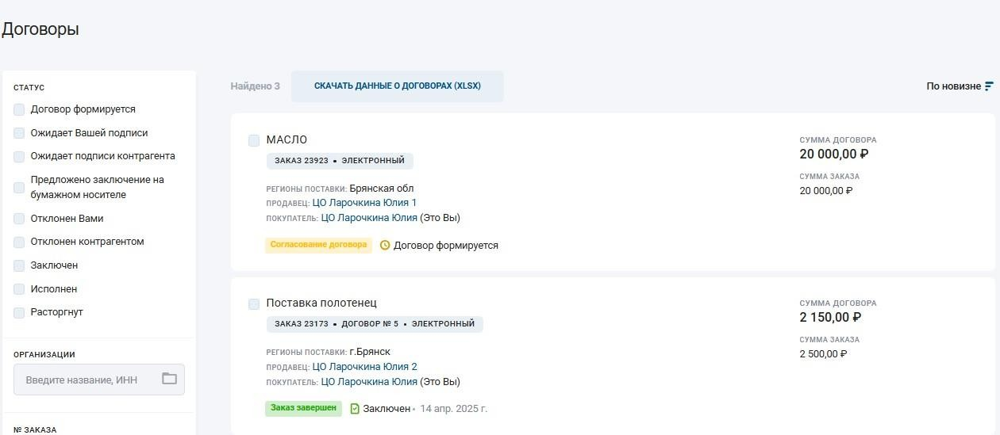 Договоры
СТАТУС
Договор формируется
Ожидает Вашей подписи
Ожидает подписи контрагента
Предложено заключение на
бумажном носителе
Отклонен Вами
Отклонен контрагентом
Заключен
Исполнен
Расторгнут
ОРГАНИЗАЦИИ
Введите название, ИНН
№ ЗАКАЗА
Найдено 3
СКАЧАТЬ ДАННЫЕ О ДОГОВОРАХ (XLSX)
По новизне
МАСЛО
ЗАКАЗ 23923 • ЭЛЕКТРОННЫЙ
РЕГИОНЫ ПОСТАВКИ: Брянская обл
ПРОДАВЕЦ: ЦО Ларочкина Юлия 1
ПОКУПАТЕЛЬ: ЦО Ларочкина Юлия (Это Вы)
Согласование договора Договор формируется
СУММА ДОГОВОРА
20 000,00 ₽
СУММА ЗАКАЗА
20 000,00 ₽
Поставка полотенец
ЗАКАЗ 23173 • ДОГОВОР № 5 • ЭЛЕКТРОННЫЙ
РЕГИОНЫ ПОСТАВКИ: г.Брянск
ПРОДАВЕЦ: ЦО Ларочкина Юлия 2
ПОКУПАТЕЛЬ: ЦО Ларочкина Юлия (Это Вы)
Заказ завершен Заключен • 14 апр. 2025 г.
СУММА ДОГОВОРА
2 150,00 ₽
СУММА ЗАКАЗА
2 500,00 ₽